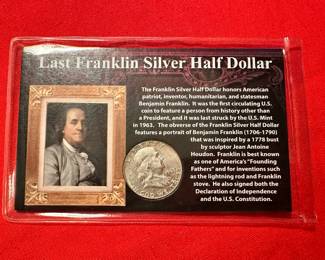 Last Franklin Silver Half Dollar
The Franklin Silver Half Dollar honors American
patriot, inventor, humanitarian, and statesman
Benjamin Franklin. It was the first circulating U.S.
coin to feature a person from history other than
a President, and it was last struck by the U.S. Mint
in 1963. The obverse of the Franklin Silver Half Dollar
features a portrait of Benjamin Franklin (1706-1790)
that was inspired by a 1778 bust
by sculptor Jean Antoine
Houdon. Franklin is best known
as one of America's "Founding
Fathers" and for inventions such
as the lightning rod and Franklin
stove. He also signed both the
Declaration of Independence
and the U.S. Constitution.